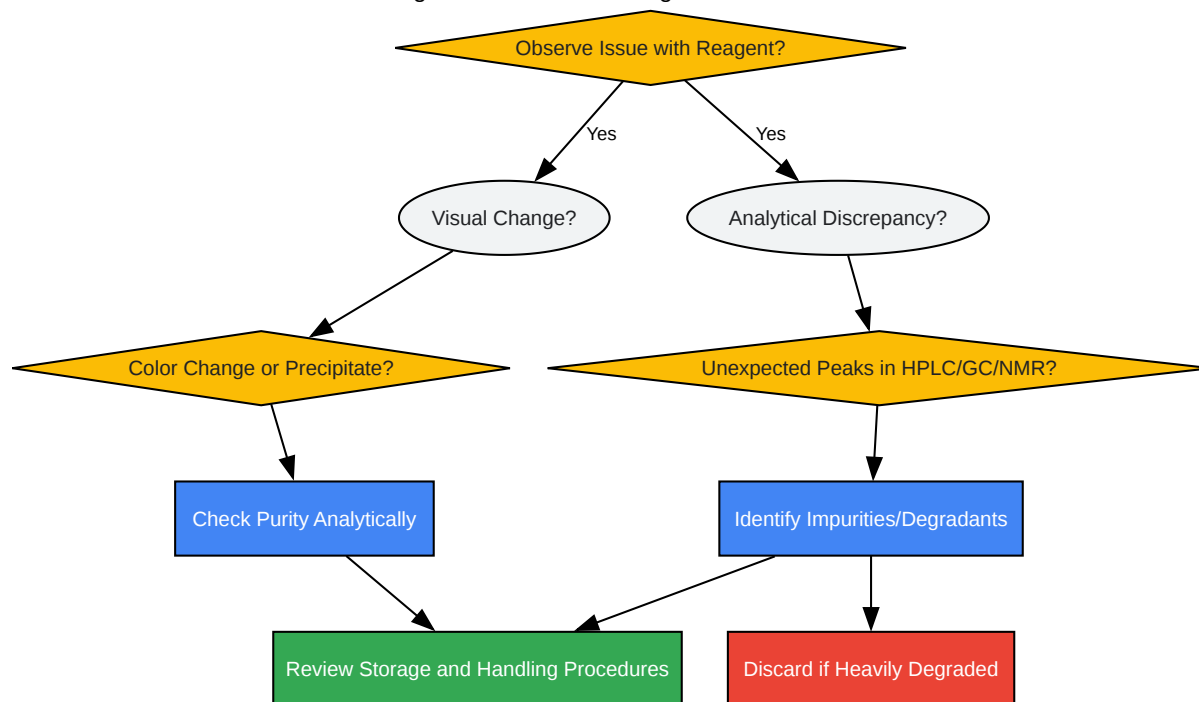 Observe Issue with Reagent?
Yes
Yes
Visual Change?
Analytical Discrepancy?
Color Change or Precipitate?
Unexpected Peaks in HPLC/GC/NMR?
Check Purity Analytically
Identify Impurities/Degradants
Review Storage and Handling Procedures
Discard if Heavily Degraded